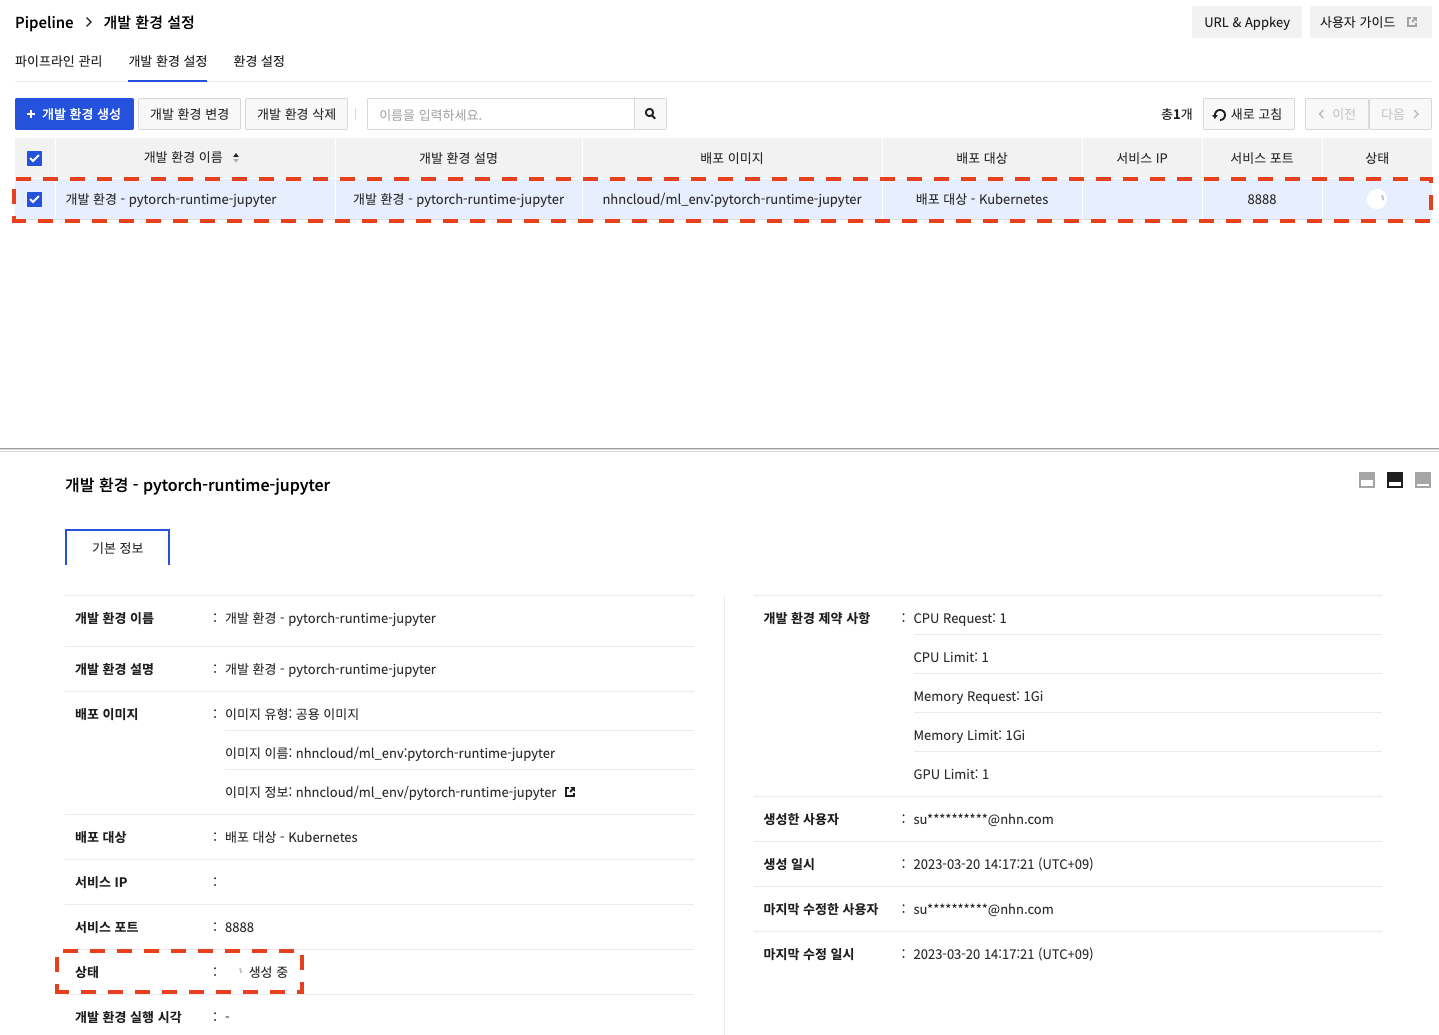 Pipeline > 개발 환경 설정
URL & Appkey
사용자 가이드
파이프라인 관리
개발 환경 설정
환경 설정
+ 개발 환경 생성
개발 환경 변경
개발 환경 삭제
이름을 입력하세요.
총1개
새로 고침
< 이전
다음 >
개발 환경 이름
개발 환경 설명
배포 이미지
배포 대상
서비스 IP
서비스 포트
상태
개발 환경 - pytorch-runtime-jupyter
개발 환경 - pytorch-runtime-jupyter
nhncloud/ml_env:pytorch-runtime-jupyter
배포 대상 - Kubernetes
8888
개발 환경 - pytorch-runtime-jupyter
기본 정보
개발 환경 이름 : 개발 환경 - pytorch-runtime-jupyter
개발 환경 설명 : 개발 환경 - pytorch-runtime-jupyter
배포 이미지 : 이미지 유형: 공용 이미지
이미지 이름: nhncloud/ml_env:pytorch-runtime-jupyter
이미지 정보: nhncloud/ml_env/pytorch-runtime-jupyter
배포 대상 : 배포 대상 - Kubernetes
서비스 IP :
서비스 포트 : 8888
상태 : 생성 중
개발 환경 실행 시각 : -
개발 환경 제약 사항 : CPU Request: 1
CPU Limit: 1
Memory Request: 1Gi
Memory Limit: 1Gi
GPU Limit: 1
생성한 사용자 : su**********@nhn.com
생성 일시 : 2023-03-20 14:17:21 (UTC+09)
마지막 수정한 사용자 : su**********@nhn.com
마지막 수정 일시 : 2023-03-20 14:17:21 (UTC+09)